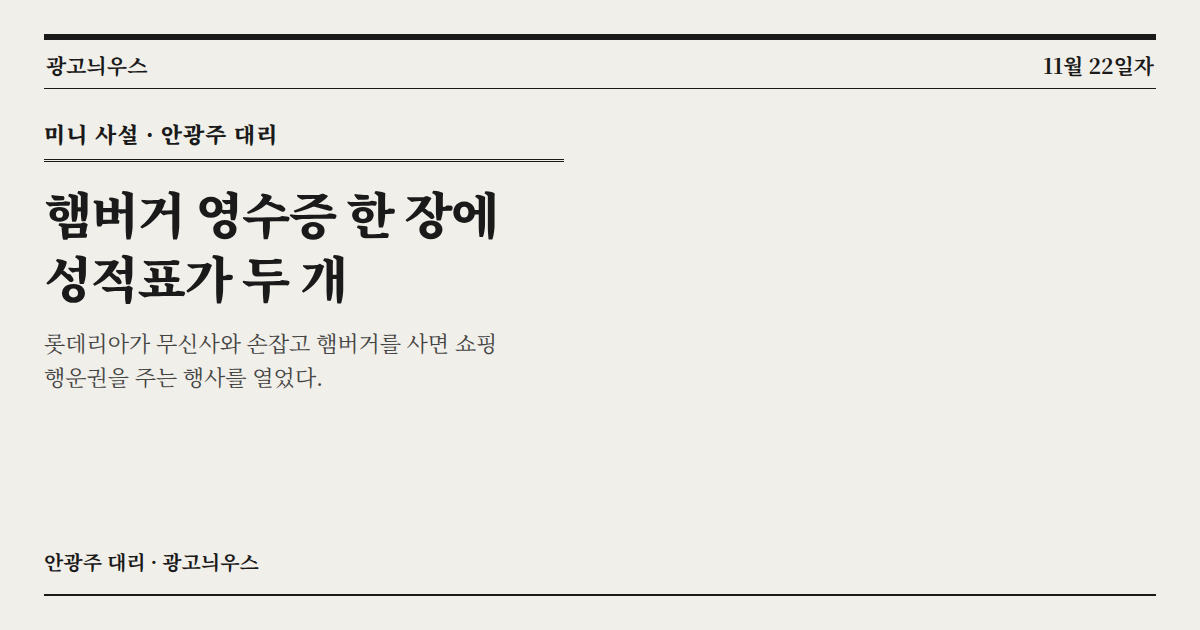 광고늬우스
11월 22일자
미니 사설 · 안광주 대리
햄버거 영수증 한 장에
성적표가 두 개
롯데리아가 무신사와 손잡고 햄버거를 사면 쇼핑
행운권을 주는 행사를 열었다.
안광주 대리 · 광고늬우스